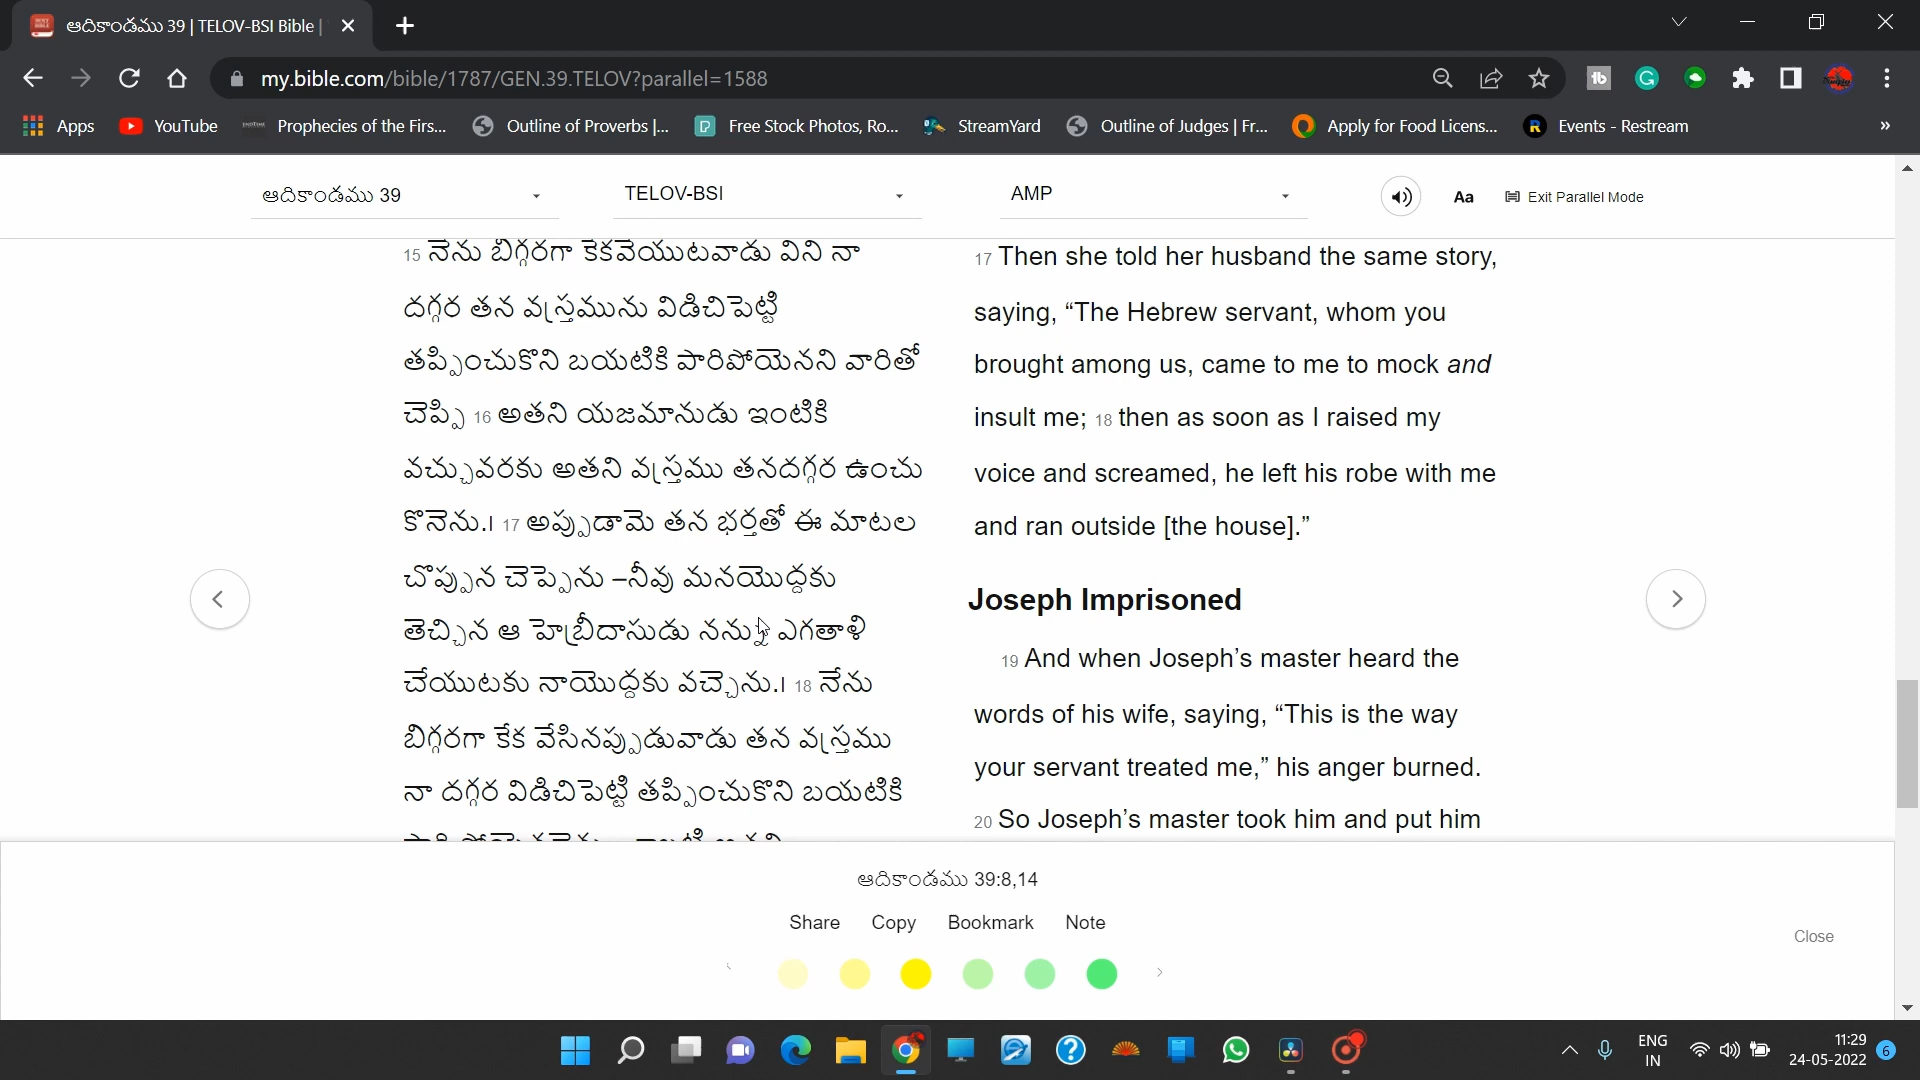 ఆదికాండము 39 | TELOV-BSI Bible |
my.bible.com/bible/1787/GEN.39.TELOV?parallel=1588
Apps YouTube Prophecies of the Firs... Outline of Proverbs |... Free Stock Photos, Ro... StreamYard Outline of Judges | Fr... Apply for Food Licens... Events - Restream »
ఆదికాండము 39 TELOV-BSI AMP Aa Exit Parallel Mode
15 నేను బిగ్గరగా కేకవేయుటవాడు విని నా
దగ్గర తన వస్త్రమును విడిచిపెట్టి
తప్పించుకొని బయటికి పారిపోయెనని వారితో
చెప్పి 16 అతని యజమానుడు ఇంటికి
వచ్చువరకు అతని వస్త్రము తనదగ్గర ఉంచు
కొనెను.। 17 అప్పుడామె తన భర్తతో ఈ మాటల
చొప్పున చెప్పెను –నీవు మనయొద్దకు
తెచ్చిన ఆ హెబ్రీదాసుడు నన్ను ఎగతాళి
చేయుటకు నాయొద్దకు వచ్చెను.। 18 నేను
బిగ్గరగా కేక వేసినప్పుడువాడు తన వస్త్రము
నా దగ్గర విడిచిపెట్టి తప్పించుకొని బయటికి
17 Then she told her husband the same story,
saying, “The Hebrew servant, whom you
brought among us, came to me to mock and
insult me; 18 then as soon as I raised my
voice and screamed, he left his robe with me
and ran outside [the house].”
Joseph Imprisoned
19 And when Joseph’s master heard the
words of his wife, saying, “This is the way
your servant treated me,” his anger burned.
20 So Joseph’s master took him and put him
ఆదికాండము 39:8,14
Share Copy Bookmark Note
Close
ENG
IN
11:29
24-05-2022
6